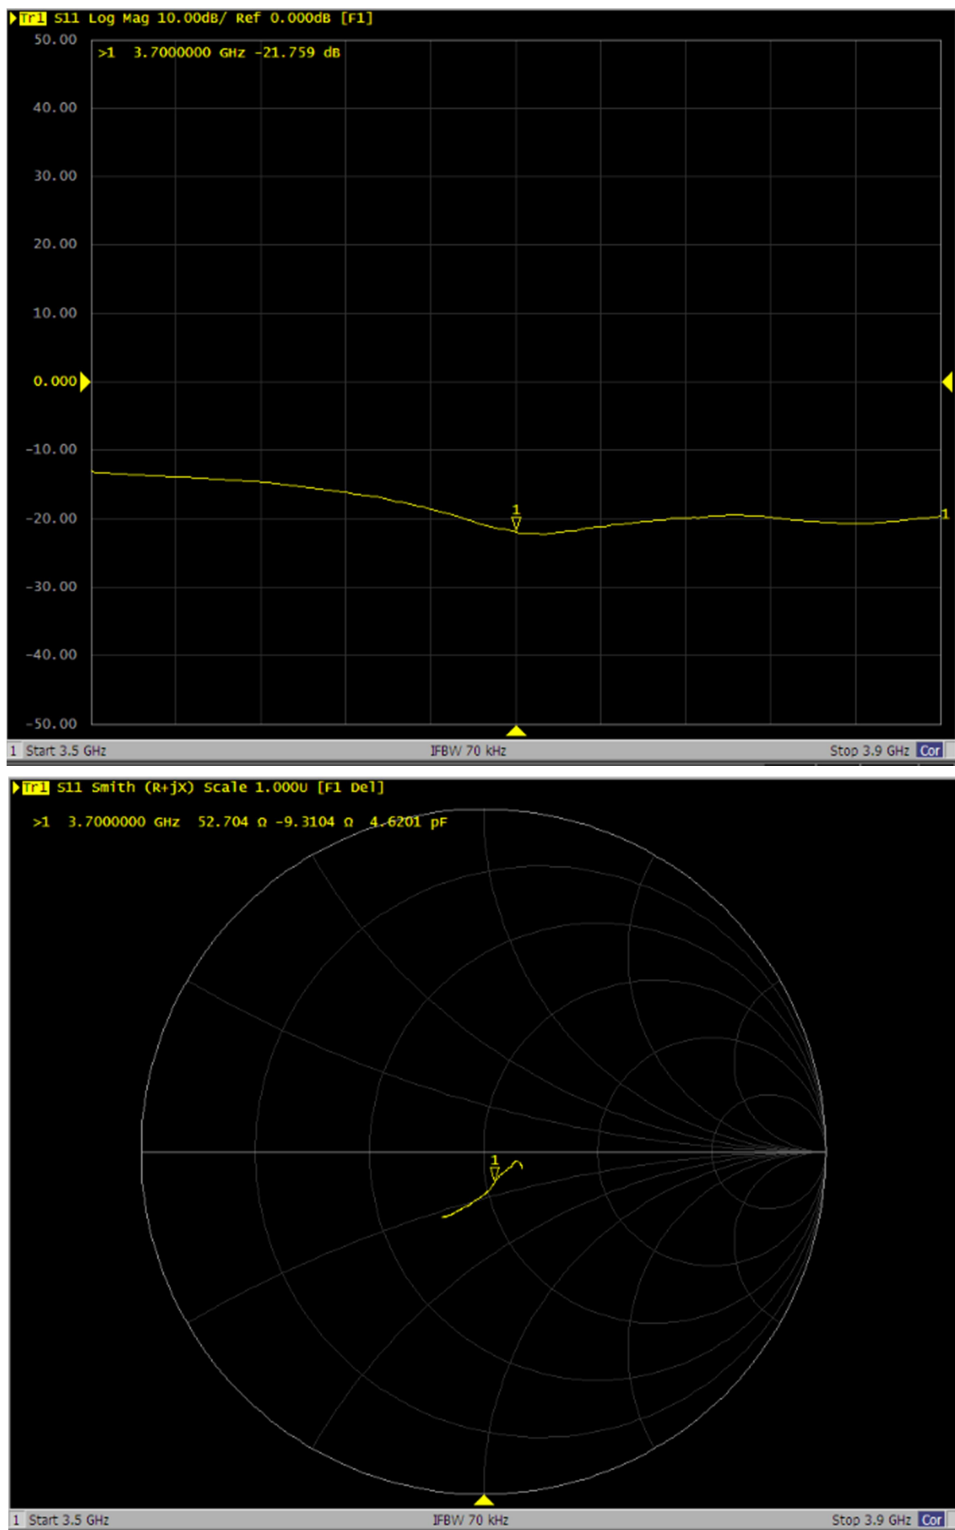 Tr1 S11 Log Mag 10.00dB/ Ref 0.000dB [F1]
50.00
>1 3.7000000 GHz -21.759 dB
40.00
30.00
20.00
10.00
0.000
-10.00
1
1
-20.00
-30.00
-40.00
-50.00
1 Start 3.5 GHz IFBW 70 kHz Stop 3.9 GHz Cor
Tr1 S11 Smith (R+jX) Scale 1.000U [F1 Del]
>1 3.7000000 GHz 52.704 Ω -9.3104 Ω 4.6201 pF
1
1 Start 3.5 GHz IFBW 70 kHz Stop 3.9 GHz Cor